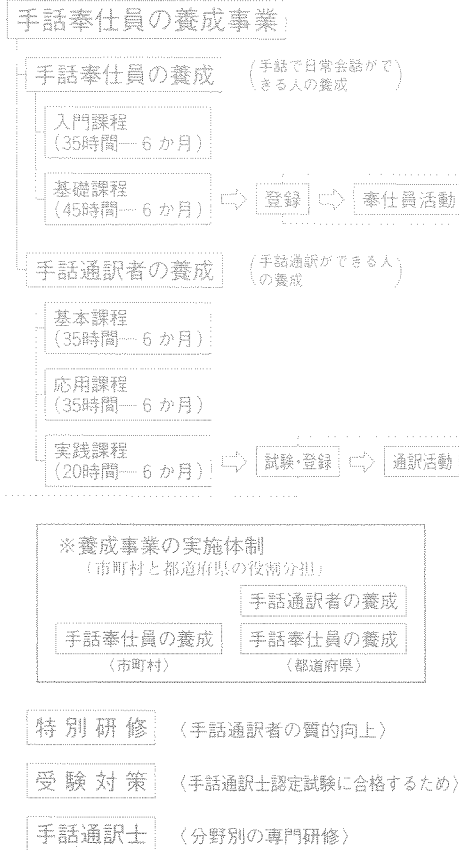 手話奉仕員の養成事業
手話奉仕員の養成
(手話で日常会話がで
きる人の養成)
入門課程
(35時間―6か月)
基礎課程
(45時間―6か月)
⇨ 登録 ⇨ 奉仕員活動
手話通訳者の養成
(手話通訳ができる人
の養成)
基本課程
(35時間―6か月)
応用課程
(35時間―6か月)
実践課程
(20時間―6か月)
⇨ 試験・登録 ⇨ 通訳活動
※養成事業の実施体制
(市町村と都道府県の役割分担)
手話通訳者の養成
手話奉仕員の養成 手話奉仕員の養成
(市町村) (都道府県)
特別研修 〈手話通訳者の質的向上〉
受験対策 〈手話通訳士認定試験に合格するため〉
手話通訳士 〈分野別の専門研修〉